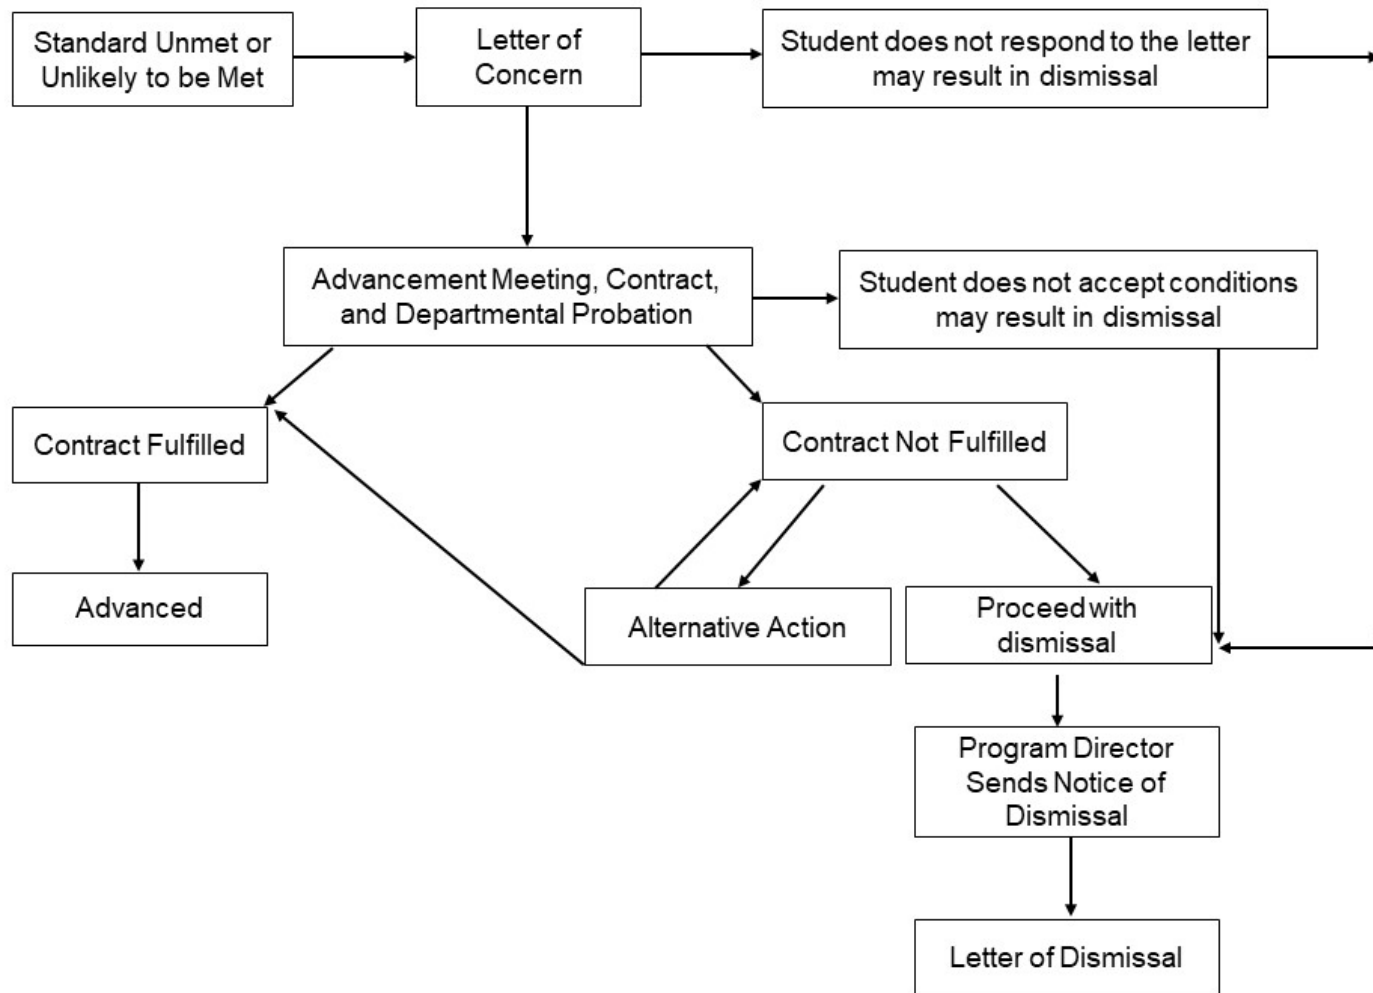 Standard Unmet or
Unlikely to be Met
Letter of
Concern
Student does not respond to the letter
may result in dismissal
Advancement Meeting, Contract,
and Departmental Probation
Student does not accept conditions
may result in dismissal
Contract Fulfilled
Contract Not Fulfilled
Advanced
Alternative Action
Proceed with
dismissal
Program Director
Sends Notice of
Dismissal
Letter of Dismissal